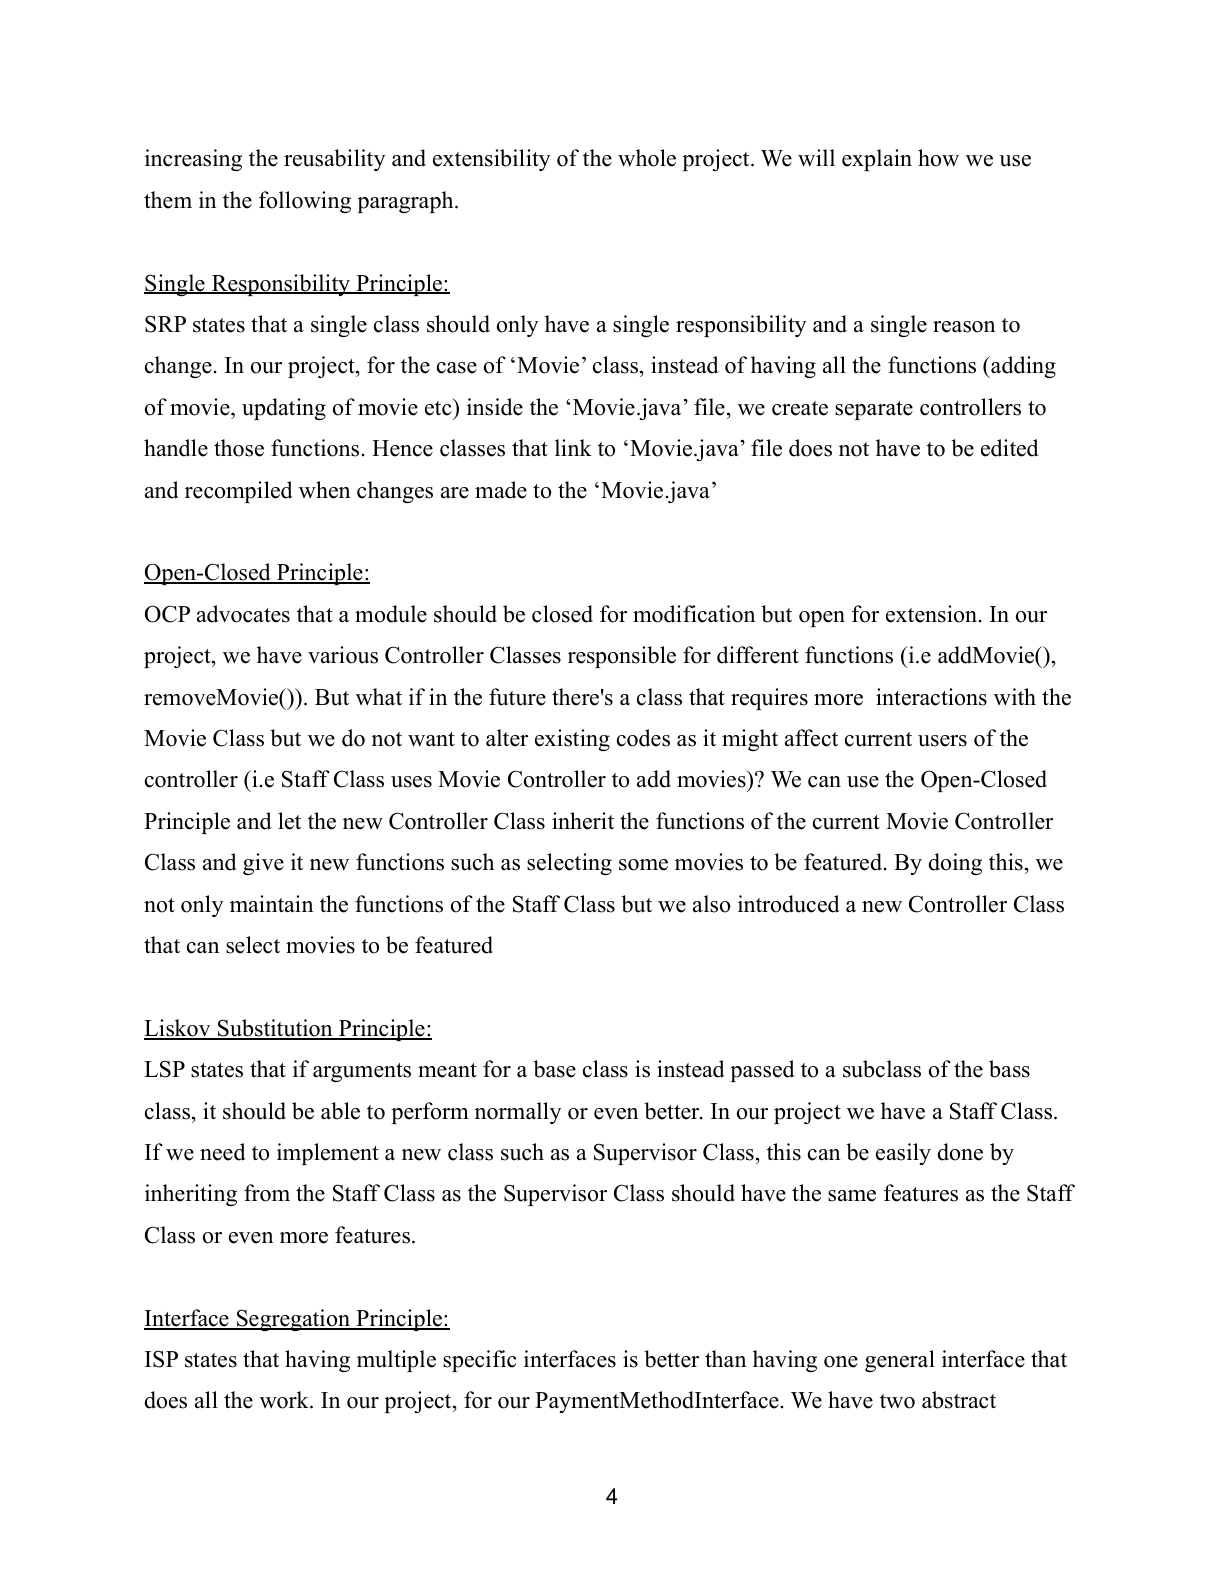 increasing the reusability and extensibility of the whole project. We will explain how we use
them in the following paragraph.
Single Responsibility Principle:
SRP states that a single class should only have a single responsibility and a single reason to
change. In our project, for the case of ‘Movie’ class, instead of having all the functions (adding
of movie, updating of movie etc) inside the ‘Movie.java’ file, we create separate controllers to
handle those functions. Hence classes that link to ‘Movie.java’ file does not have to be edited
and recompiled when changes are made to the ‘Movie.java’
Open-Closed Principle:
OCP advocates that a module should be closed for modification but open for extension. In our
project, we have various Controller Classes responsible for different functions (i.e addMovie(),
removeMovie()). But what if in the future there's a class that requires more  interactions with the
Movie Class but we do not want to alter existing codes as it might affect current users of the
controller (i.e Staff Class uses Movie Controller to add movies)? We can use the Open-Closed
Principle and let the new Controller Class inherit the functions of the current Movie Controller
Class and give it new functions such as selecting some movies to be featured. By doing this, we
not only maintain the functions of the Staff Class but we also introduced a new Controller Class
that can select movies to be featured
Liskov Substitution Principle:
LSP states that if arguments meant for a base class is instead passed to a subclass of the bass
class, it should be able to perform normally or even better. In our project we have a Staff Class.
If we need to implement a new class such as a Supervisor Class, this can be easily done by
inheriting from the Staff Class as the Supervisor Class should have the same features as the Staff
Class or even more features.
Interface Segregation Principle:
ISP states that having multiple specific interfaces is better than having one general interface that
does all the work. In our project, for our PaymentMethodInterface. We have two abstract
4